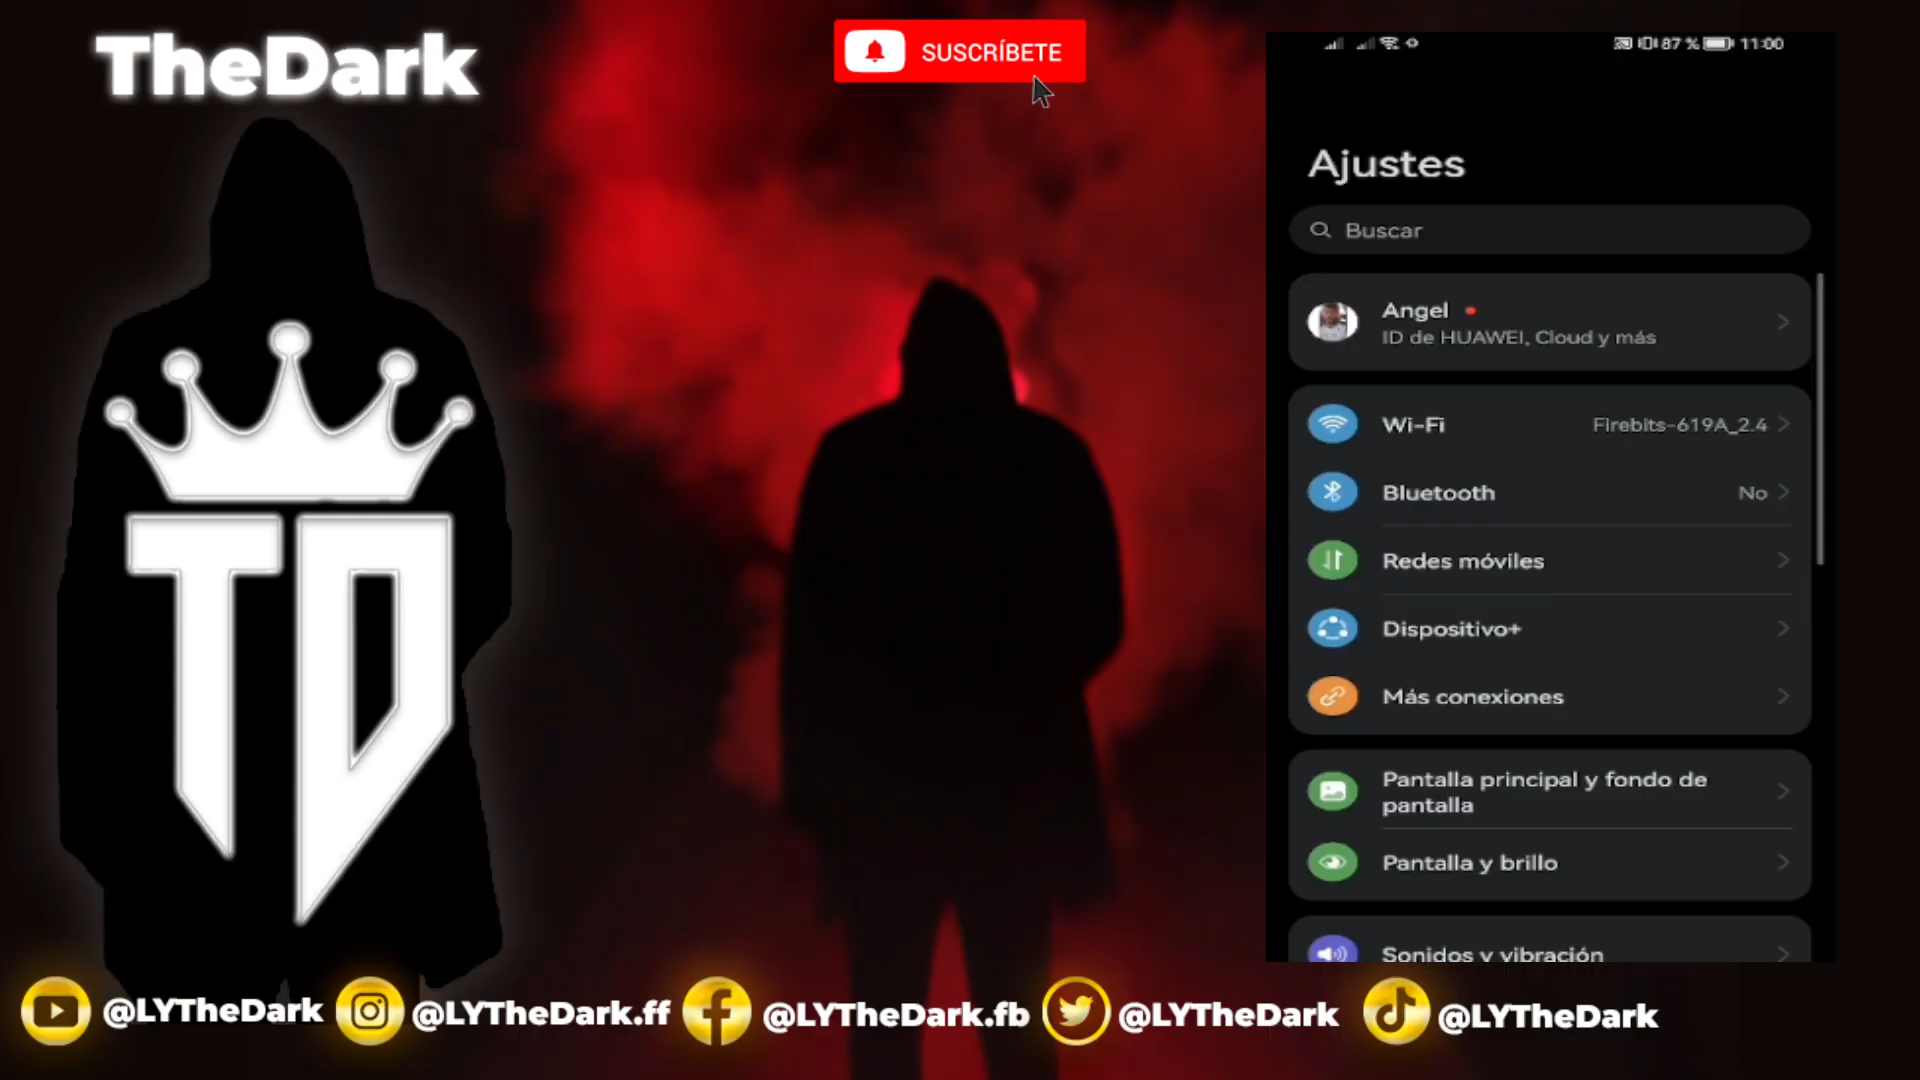 TheDark
SUSCRÍBETE
87 % 11:00
Ajustes
Buscar
Angel
ID de HUAWEI, Cloud y más
Wi-Fi Firebits-619A_2.4
Bluetooth No
Redes móviles
Dispositivo+
Más conexiones
Pantalla principal y fondo de
pantalla
Pantalla y brillo
Sonidos y vibración
TD
@LYTheDark @LYTheDark.ff @LYTheDark.fb @LYTheDark @LYTheDark